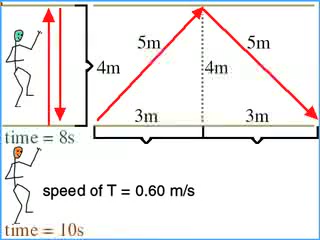 5m 5m
4m 4m
3m 3m
time = 8s
speed of T = 0.60 m/s
time = 10s